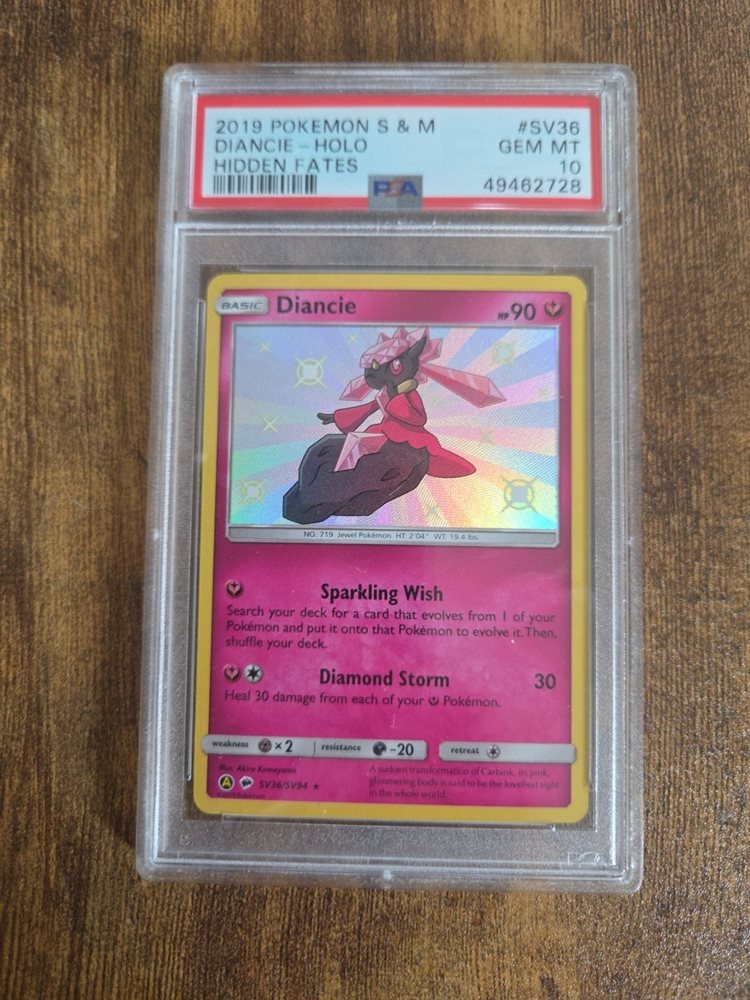 2019 POKEMON S & M #SV36
DIANCIE - HOLO GEM MT
HIDDEN FATES 10
PSA 49462728
BASIC Diancie HP 90
NO. 719 Jewel Pokémon HT: 2'04" WT: 19.4 lbs.
Sparkling Wish
Search your deck for a card that evolves from 1 of your
Pokémon and put it onto that Pokémon to evolve it. Then,
shuffle your deck.
Diamond Storm 30
Heal 30 damage from each of your Pokémon.
weakness ×2 resistance -20 retreat
Illus. Akira Komayama
A sudden transformation of Carbink, its pink,
glimmering body is said to be the loveliest sight
in the whole world.
A SV36/SV94 ★